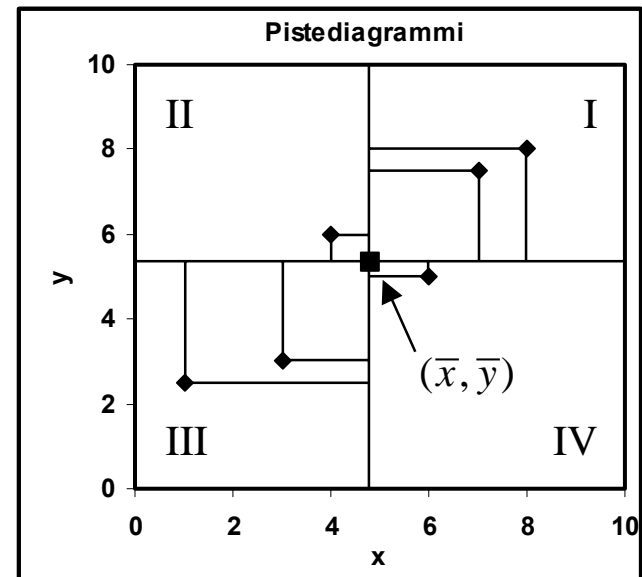 Pistediagrammi
10
8
6
4
2
0
y
II
I
(x̅, y̅)
III
IV
0 2 4 6 8 10
x